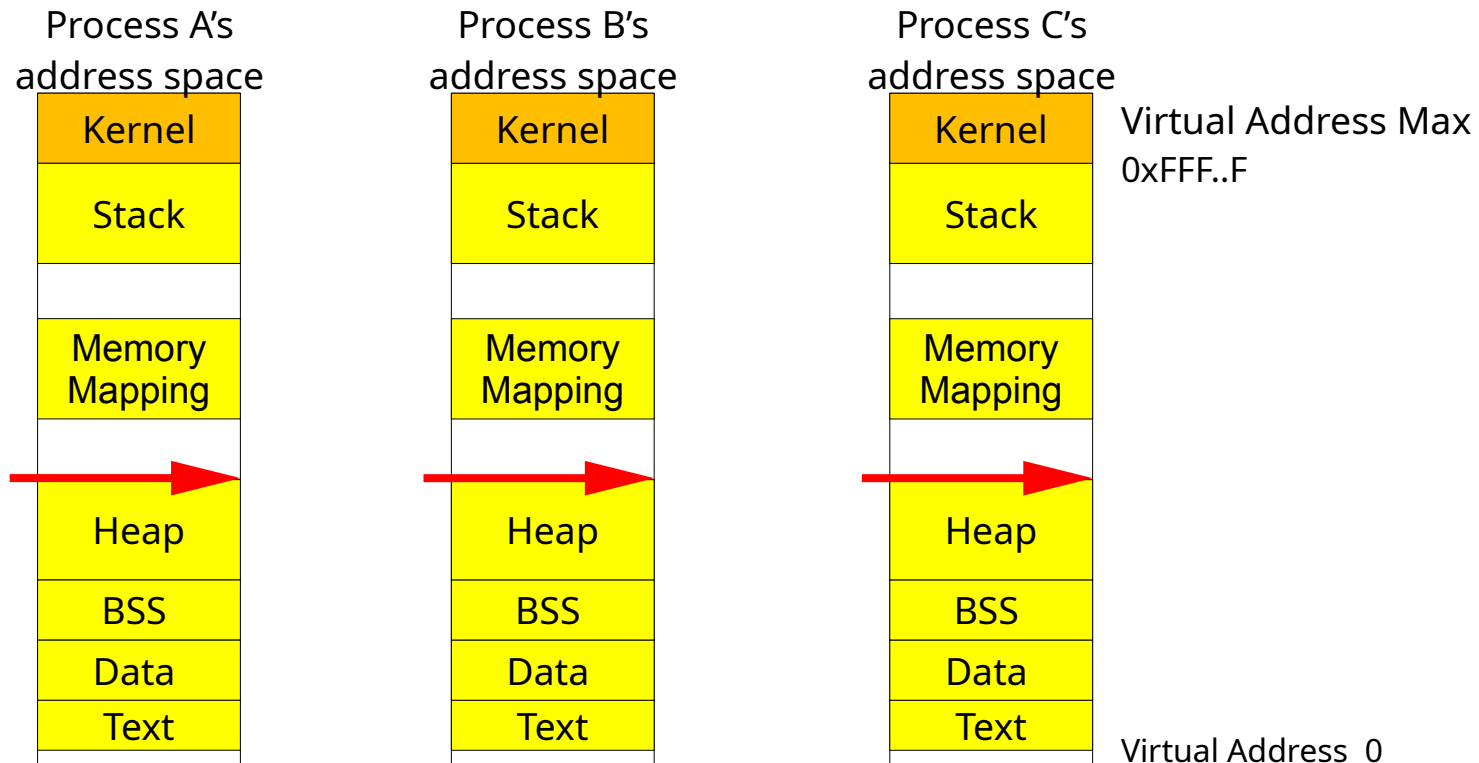 Process A's
address space
Kernel
Stack
Memory
Mapping
Heap
BSS
Data
Text
Process B's
address space
Kernel
Stack
Memory
Mapping
Heap
BSS
Data
Text
Process C's
address space
Kernel
Stack
Memory
Mapping
Heap
BSS
Data
Text
Virtual Address Max
0xFFF..F
Virtual Address 0